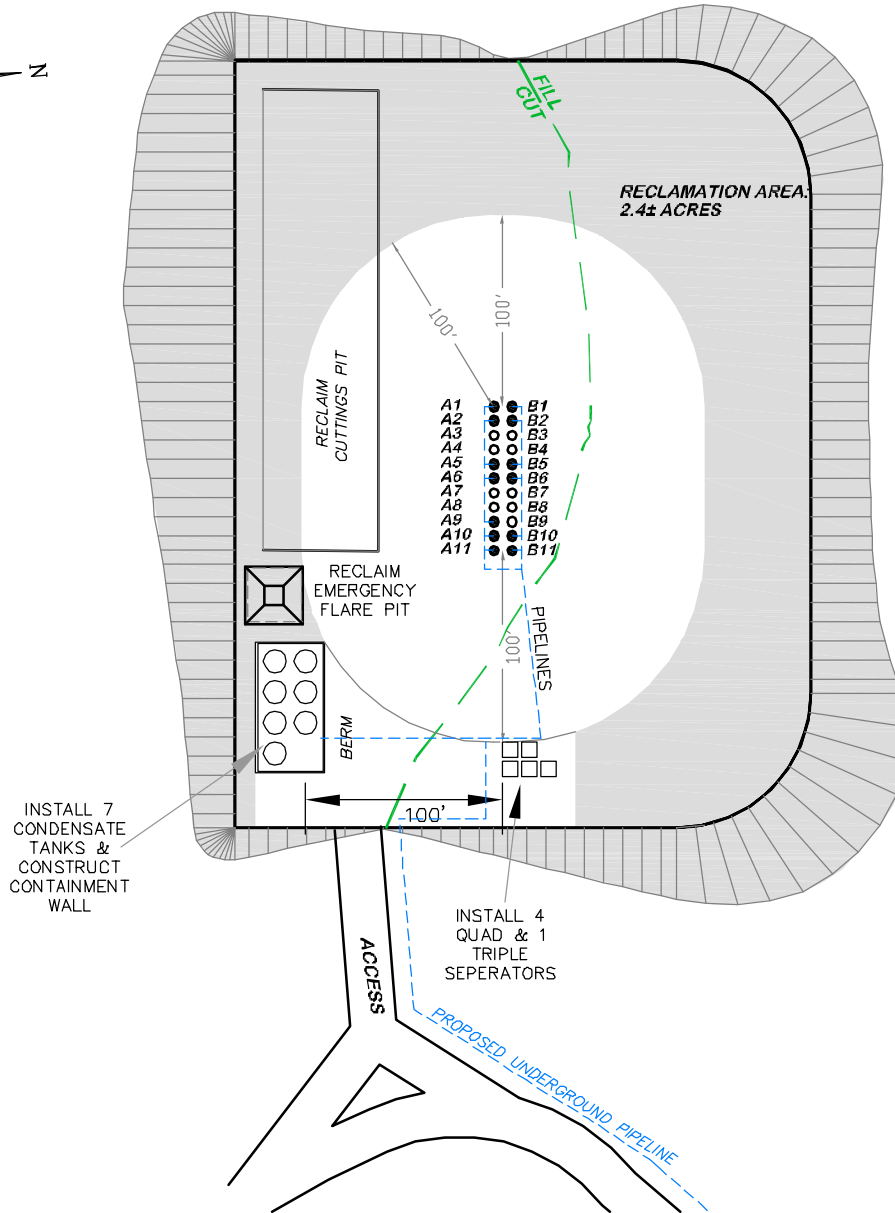 N
FILL
CUT
RECLAMATION AREA:
2.4± ACRES
100'
100'
RECLAIM
CUTTINGS PIT
A1
A2
A3
A4
A5
A6
A7
A8
A9
A10
A11
B1
B2
B3
B4
B5
B6
B7
B8
B9
B10
B11
RECLAIM
EMERGENCY
FLARE PIT
PIPELINES
100'
BERM
100'
INSTALL 7
CONDENSATE
TANKS &
CONSTRUCT
CONTAINMENT
WALL
INSTALL 4
QUAD & 1
TRIPLE
SEPERATORS
ACCESS
PROPOSED UNDERGROUND PIPELINE